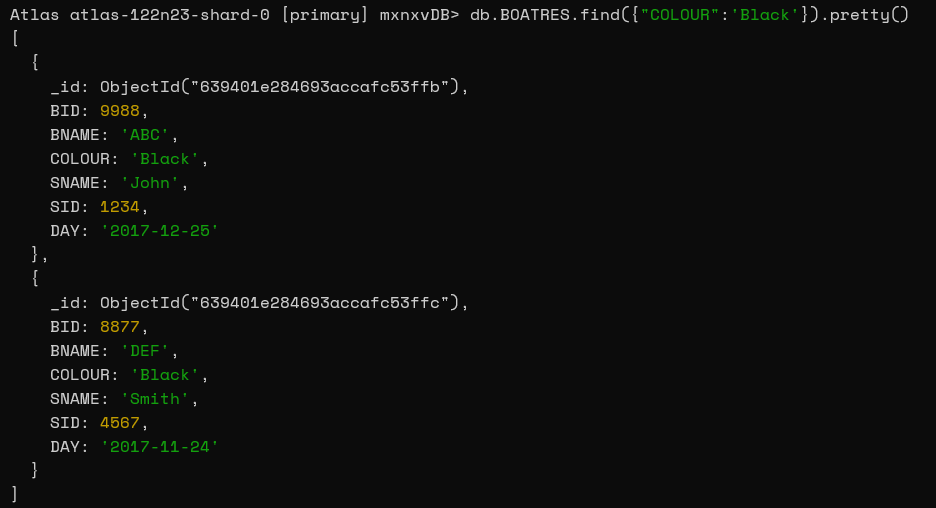 Atlas atlas-122n23-shard-0 [primary] mxnxvDB> db.BOATRES.find({"COLOUR":'Black'}).pretty()
[
  {
    _id: ObjectId("639401e284693accafc53ffb"),
    BID: 9988,
    BNAME: 'ABC',
    COLOUR: 'Black',
    SNAME: 'John',
    SID: 1234,
    DAY: '2017-12-25'
  },
  {
    _id: ObjectId("639401e284693accafc53ffc"),
    BID: 8877,
    BNAME: 'DEF',
    COLOUR: 'Black',
    SNAME: 'Smith',
    SID: 4567,
    DAY: '2017-11-24'
  }
]